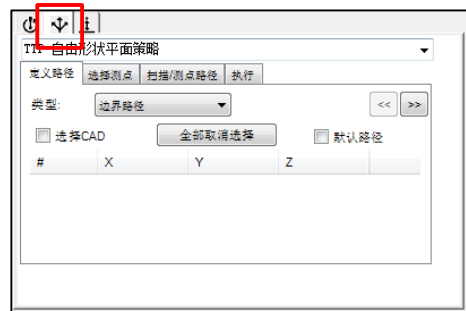 TTP 自由形状平面策略
定义路径 选择测点 扫描/测点路径 执行
类型: 边界路径 << >>
选择CAD 全部取消选择 默认路径
# X Y Z